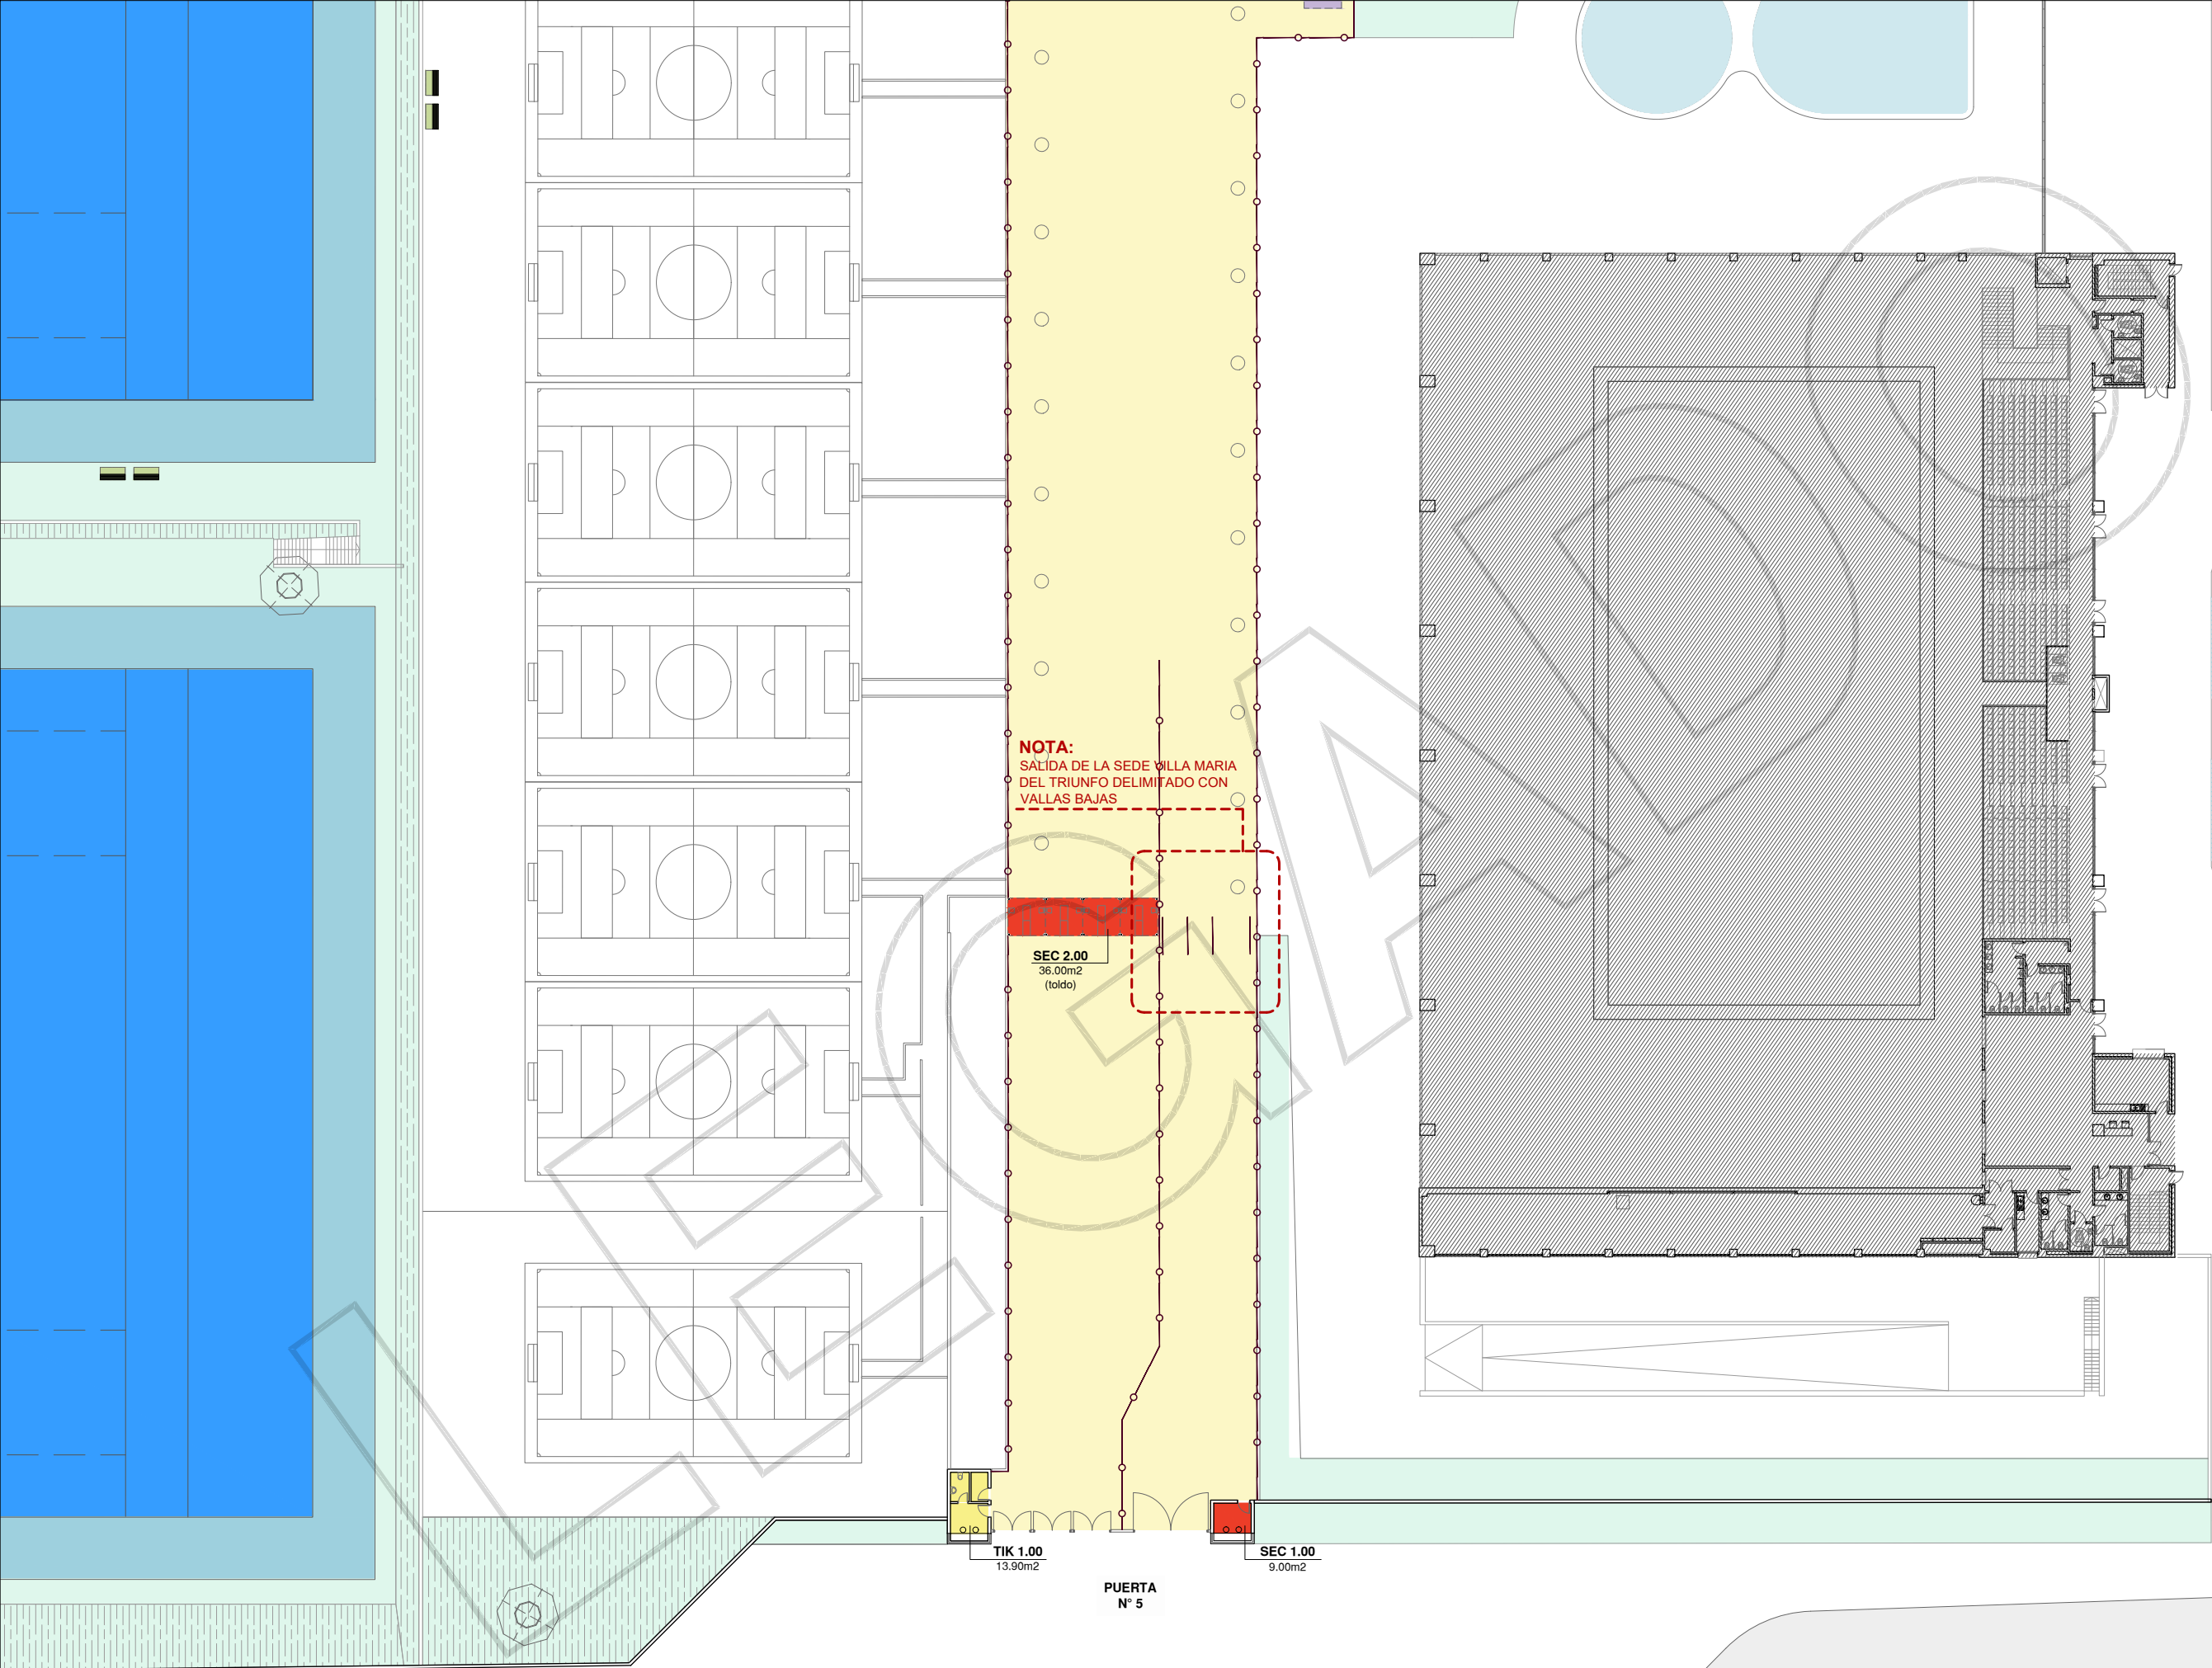 NOTA:
SALIDA DE LA SEDE VILLA MARIA
DEL TRIUNFO DELIMITADO CON
VALLAS BAJAS
SEC 2.00
36.00m2
(toldo)
TIK 1.00
13.90m2
SEC 1.00
9.00m2
PUERTA
N° 5
LEGADO